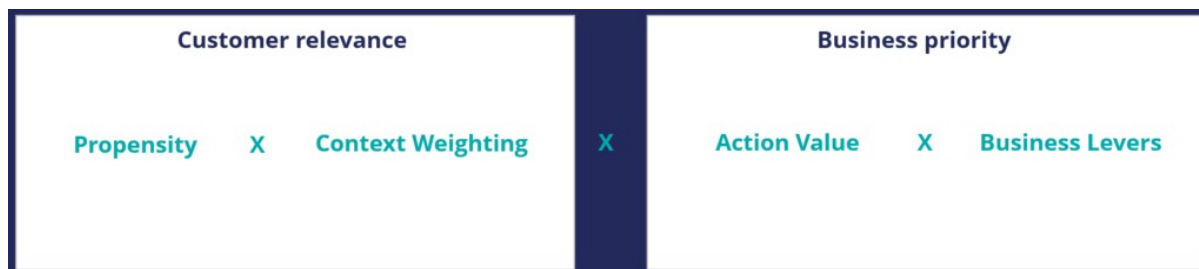 Customer relevance
Business priority
Propensity X Context Weighting X Action Value X Business Levers